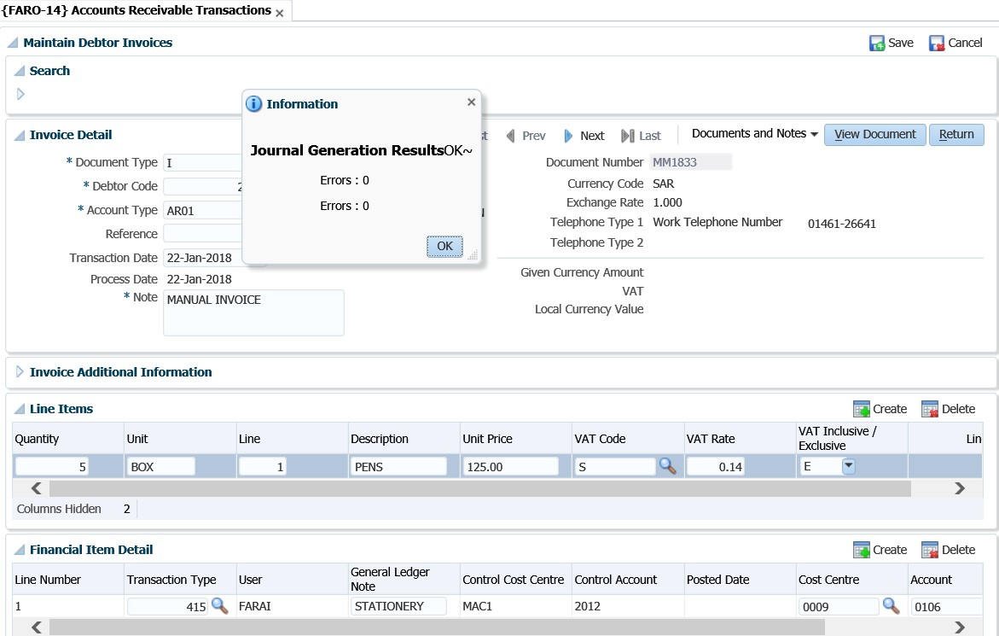 {FARO-14} Accounts Receivable Transactions
Maintain Debtor Invoices
Save
Cancel
Search
Information
Journal Generation ResultsOK~
Errors : 0
Errors : 0
OK
Invoice Detail
Prev
Next
Last
Documents and Notes
View Document
Return
* Document Type I
* Debtor Code 2
* Account Type AR01
Reference
Transaction Date 22-Jan-2018
Process Date 22-Jan-2018
* Note MANUAL INVOICE
Document Number MM1833
Currency Code SAR
Exchange Rate 1.000
Telephone Type 1 Work Telephone Number 01461-26641
Telephone Type 2
Given Currency Amount
VAT
Local Currency Value
Invoice Additional Information
Line Items
Create
Delete
Quantity Unit Line Description Unit Price VAT Code VAT Rate VAT Inclusive / Exclusive Lin
5 BOX 1 PENS 125.00 S 0.14 E
Columns Hidden 2
Financial Item Detail
Create
Delete
Line Number Transaction Type User General Ledger Note Control Cost Centre Control Account Posted Date Cost Centre Account
1 415 FARAI STATIONERY MAC1 2012 0009 0106